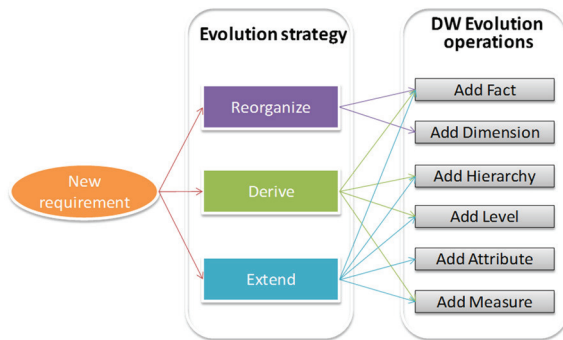 Evolution strategy
DW Evolution
operations
New
requirement
Reorganize
Derive
Extend
Add Fact
Add Dimension
Add Hierarchy
Add Level
Add Attribute
Add Measure